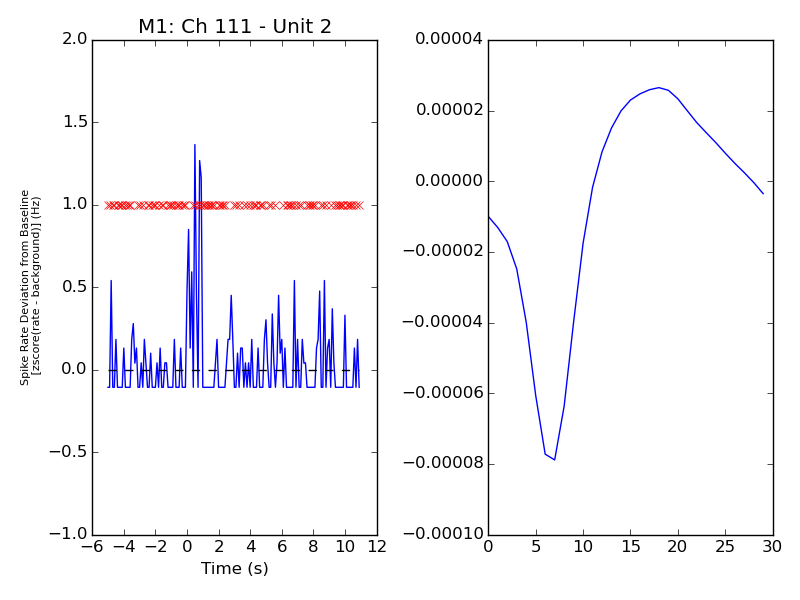 M1: Ch 111 - Unit 2
2.0
1.5
1.0
0.5
0.0
−0.5
−1.0
Spike Rate Deviation from Baseline
[zscore(rate - background)] (Hz)
−6 −4 −2 0 2 4 6 8 10 12
Time (s)
0.00004
0.00002
0.00000
−0.00002
−0.00004
−0.00006
−0.00008
−0.00010
0 5 10 15 20 25 30